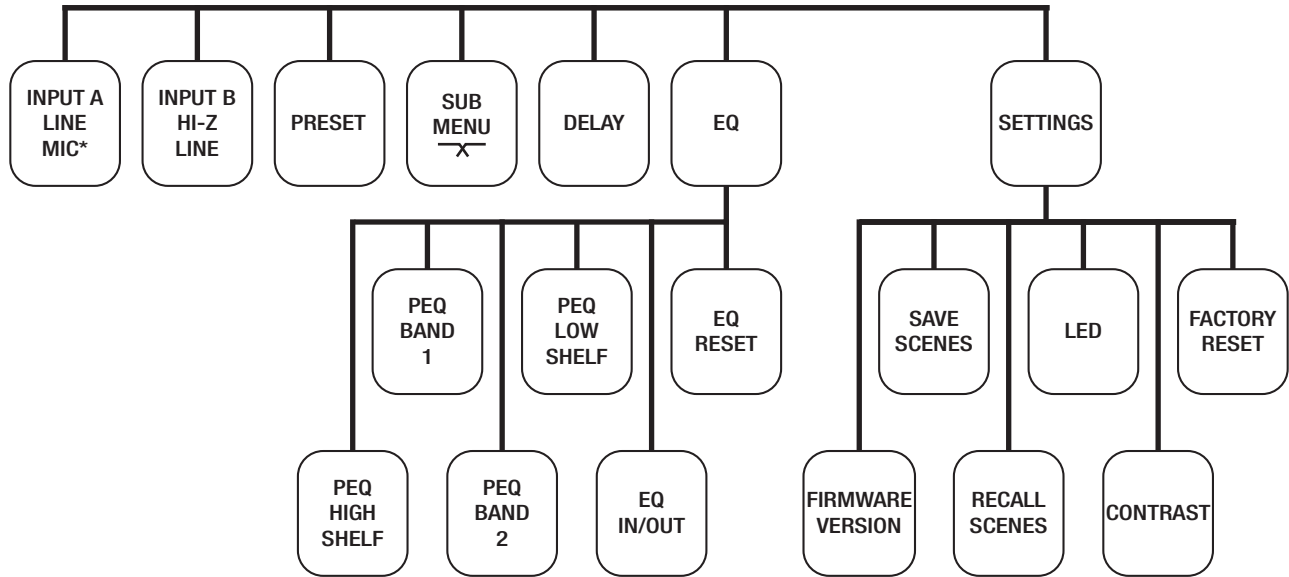 INPUT A
LINE
MIC*
INPUT B
HI-Z
LINE
PRESET
SUB
MENU
DELAY
EQ
SETTINGS
PEQ
BAND
1
PEQ
LOW
SHELF
EQ
RESET
SAVE
SCENES
LED
FACTORY
RESET
PEQ
HIGH
SHELF
PEQ
BAND
2
EQ
IN/OUT
FIRMWARE
VERSION
RECALL
SCENES
CONTRAST